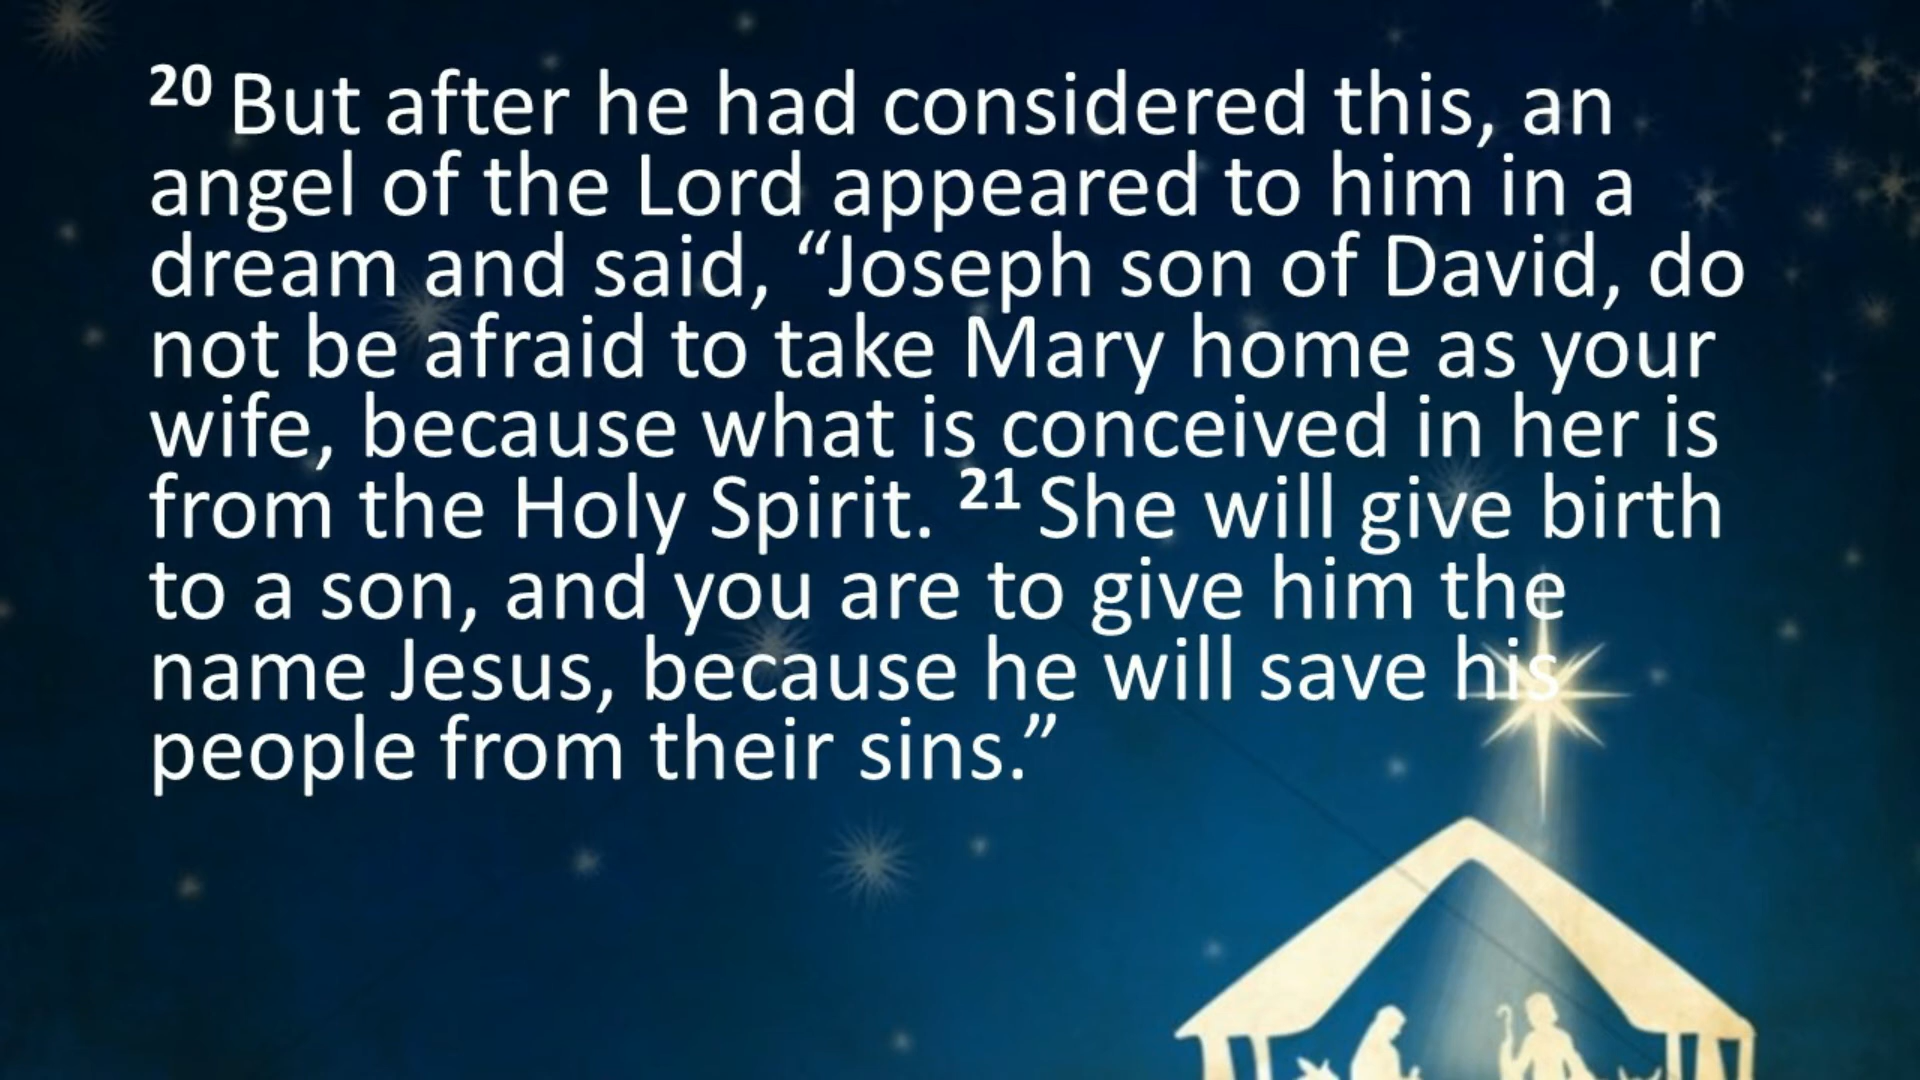 20 But after he had considered this, an
angel of the Lord appeared to him in a
dream and said, “Joseph son of David, do
not be afraid to take Mary home as your
wife, because what is conceived in her is
from the Holy Spirit. 21 She will give birth
to a son, and you are to give him the
name Jesus, because he will save his
people from their sins.”